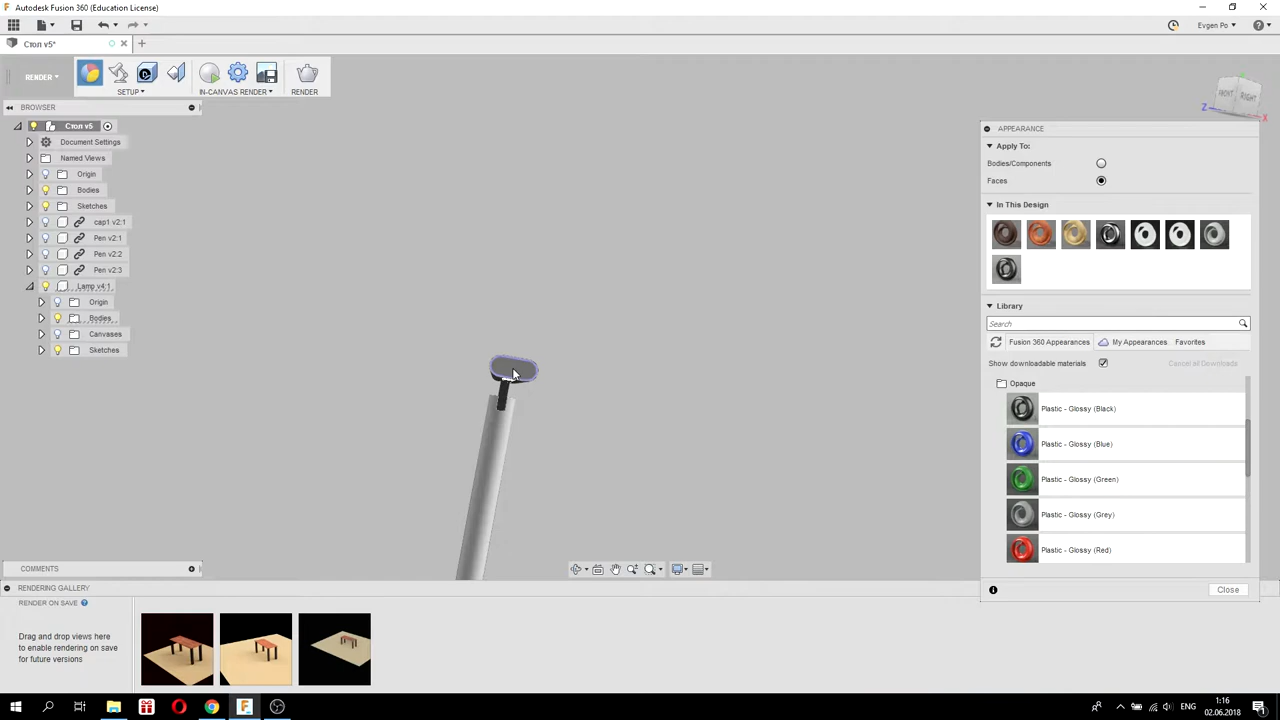 Autodesk Fusion 360 (Education License)
Evgen Po
Стол v5*
RENDER
SETUP
IN-CANVAS RENDER
RENDER
BROWSER
Стол v5
Document Settings
Named Views
Origin
Bodies
Sketches
cap1 v2:1
Pen v2:1
Pen v2:2
Pen v2:3
Lamp v4:1
Origin
Bodies
Canvases
Sketches
FRONT
RIGHT
Z
X
APPEARANCE
Apply To:
Bodies/Components
Faces
In This Design
Library
Search
Fusion 360 Appearances
My Appearances
Favorites
Show downloadable materials
Cancel all Downloads
Opaque
Plastic - Glossy (Black)
Plastic - Glossy (Blue)
Plastic - Glossy (Green)
Plastic - Glossy (Grey)
Plastic - Glossy (Red)
Close
COMMENTS
RENDERING GALLERY
RENDER ON SAVE
Drag and drop views here
to enable rendering on save
for future versions
ENG
1:16
02.06.2018